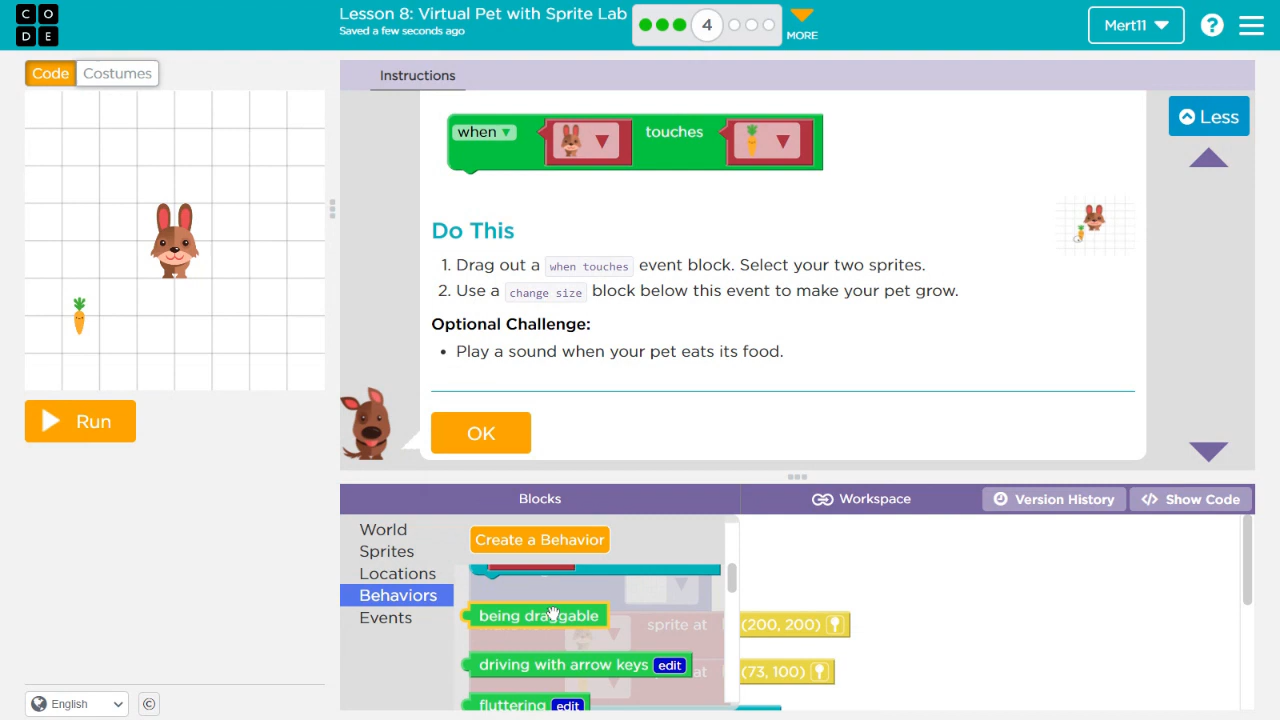 C O
D E
Lesson 8: Virtual Pet with Sprite Lab
Saved a few seconds ago
4
MORE
Mert11
?
Code
Costumes
Instructions
Less
when
touches
Do This
1. Drag out a when touches event block. Select your two sprites.
2. Use a change size block below this event to make your pet grow.
Optional Challenge:
• Play a sound when your pet eats its food.
OK
Run
Blocks
Workspace
Version History
Show Code
World
Sprites
Locations
Behaviors
Events
Create a Behavior
being draggable
driving with arrow keys edit
fluttering edit
sprite at
(200, 200)
at
(73, 100)
English
©